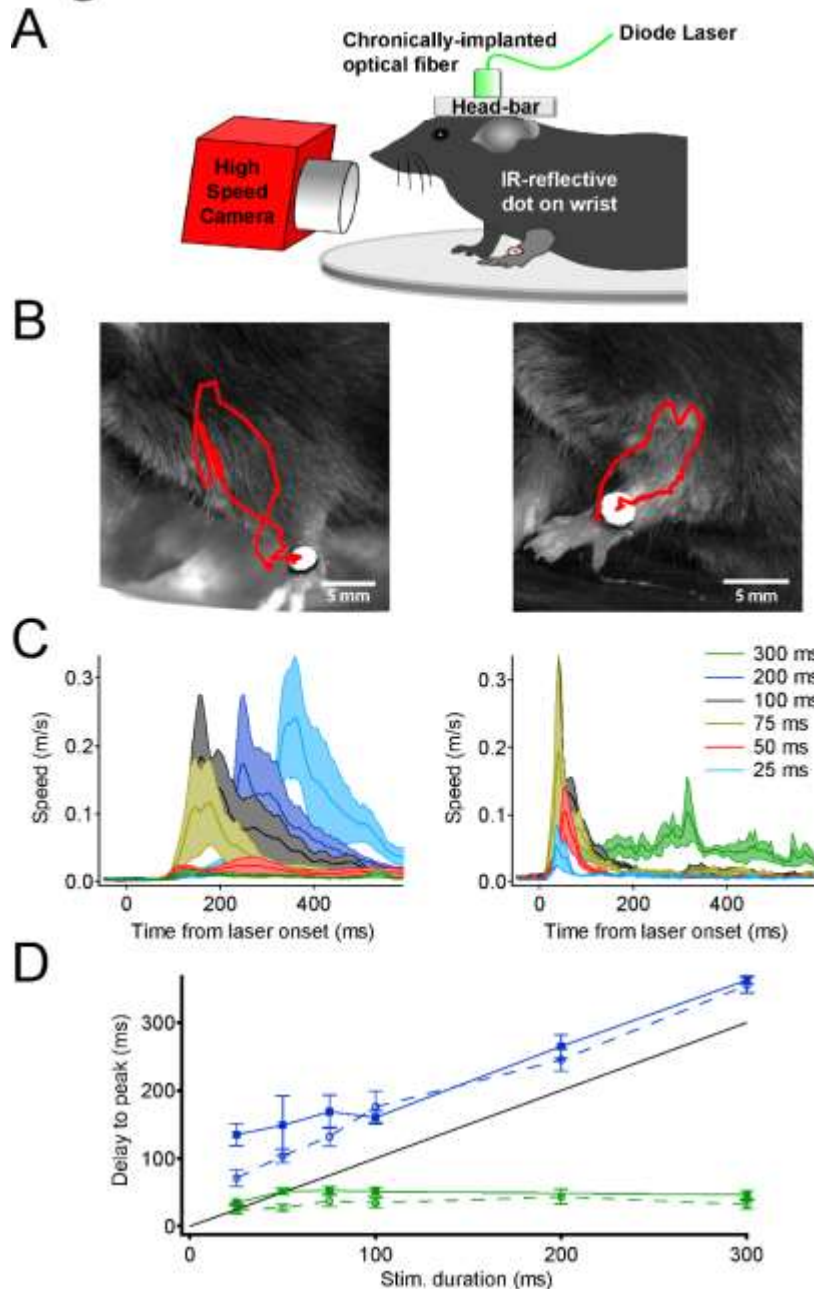 A
Chronically-implanted
optical fiber
Diode Laser
Head-bar
High
Speed
Camera
IR-reflective
dot on wrist
B
5 mm
5 mm
C
0.3
0.2
0.1
0.0
Speed (m/s)
0
200
400
Time from laser onset (ms)
0.3
0.2
0.1
0.0
Speed (m/s)
0
200
400
Time from laser onset (ms)
300 ms
200 ms
100 ms
75 ms
50 ms
25 ms
D
300
200
100
0
Delay to peak (ms)
0
100
200
300
Stim. duration (ms)